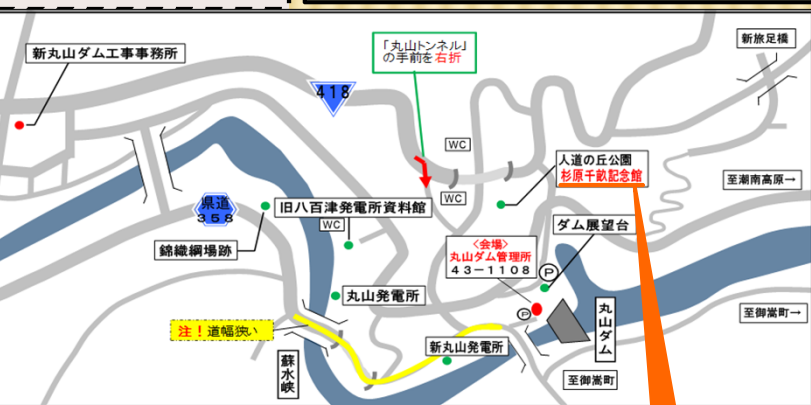 新丸山ダム工事事務所
「丸山トンネル」
の手前を右折
新旅足橋
418
WC
人道の丘公園
杉原千畝記念館
至潮南高原→
WC
県道
358
旧八百津発電所資料館
WC
ダム展望台
錦織綱場跡
<会場>
丸山ダム管理所
43-1108
P
丸山発電所
P
丸山ダム
至御嵩町→
注!道幅狭い
新丸山発電所
蘇水峡
至御嵩町